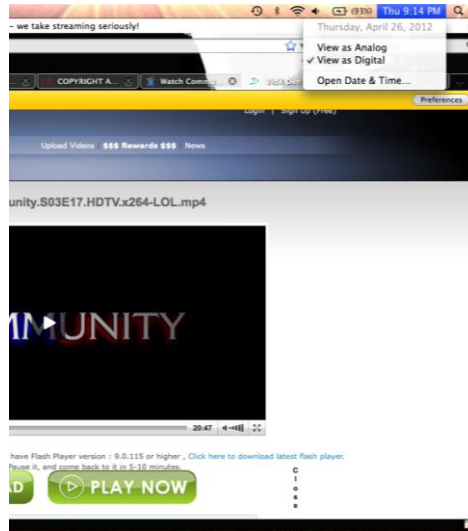 (93%) Thu 9:14 PM
- we take streaming seriously!
Thursday, April 26, 2012
View as Analog
✓ View as Digital
Open Date & Time...
COPYRIGHT A...
Watch Commu
Preferences
Login | Sign Up (Free)
Upload Videos $$$ Rewards $$$ News
unity.S03E17.HDTV.x264-LOL.mp4
MMUNITY
20:47
have Flash Player version : 9.0.115 or higher , Click here to download latest flash player.
Pause it, and come back to it in 5-10 minutes.
AD
PLAY NOW
C
l
o
s
e